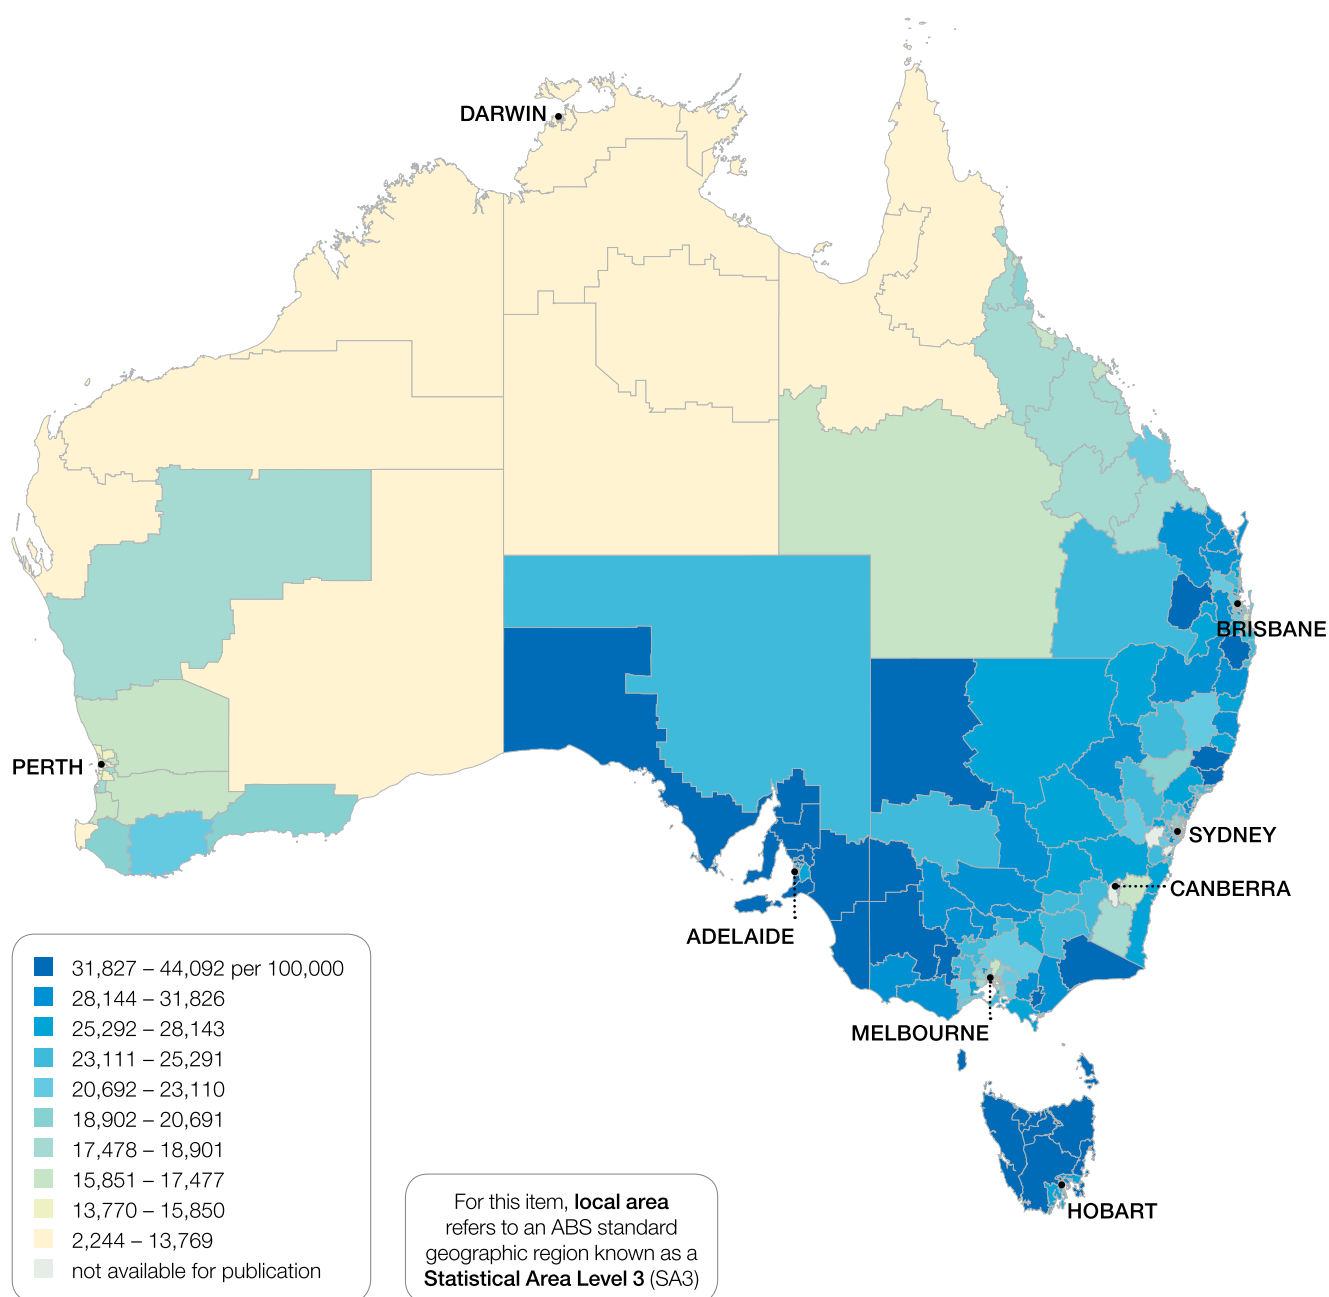 DARWIN
BRISBANE
PERTH
SYDNEY
CANBERRA
ADELAIDE
MELBOURNE
HOBART
31,827 – 44,092 per 100,000
28,144 – 31,826
25,292 – 28,143
23,111 – 25,291
20,692 – 23,110
18,902 – 20,691
17,478 – 18,901
15,851 – 17,477
13,770 – 15,850
2,244 – 13,769
not available for publication
For this item, local area
refers to an ABS standard
geographic region known as a
Statistical Area Level 3 (SA3)